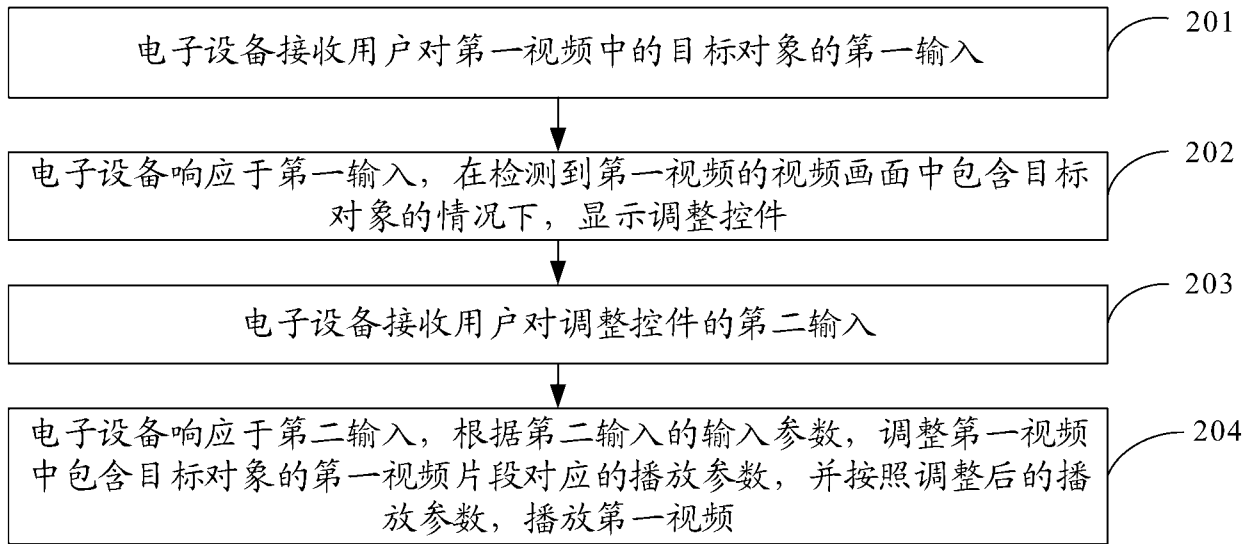 电子设备接收用户对第一视频中的目标对象的第一输入
201
电子设备响应于第一输入，在检测到第一视频的视频画面中包含目标
对象的情况下，显示调整控件
202
电子设备接收用户对调整控件的第二输入
203
电子设备响应于第二输入，根据第二输入的输入参数，调整第一视频
中包含目标对象的第一视频片段对应的播放参数，并按照调整后的播
放参数，播放第一视频
204